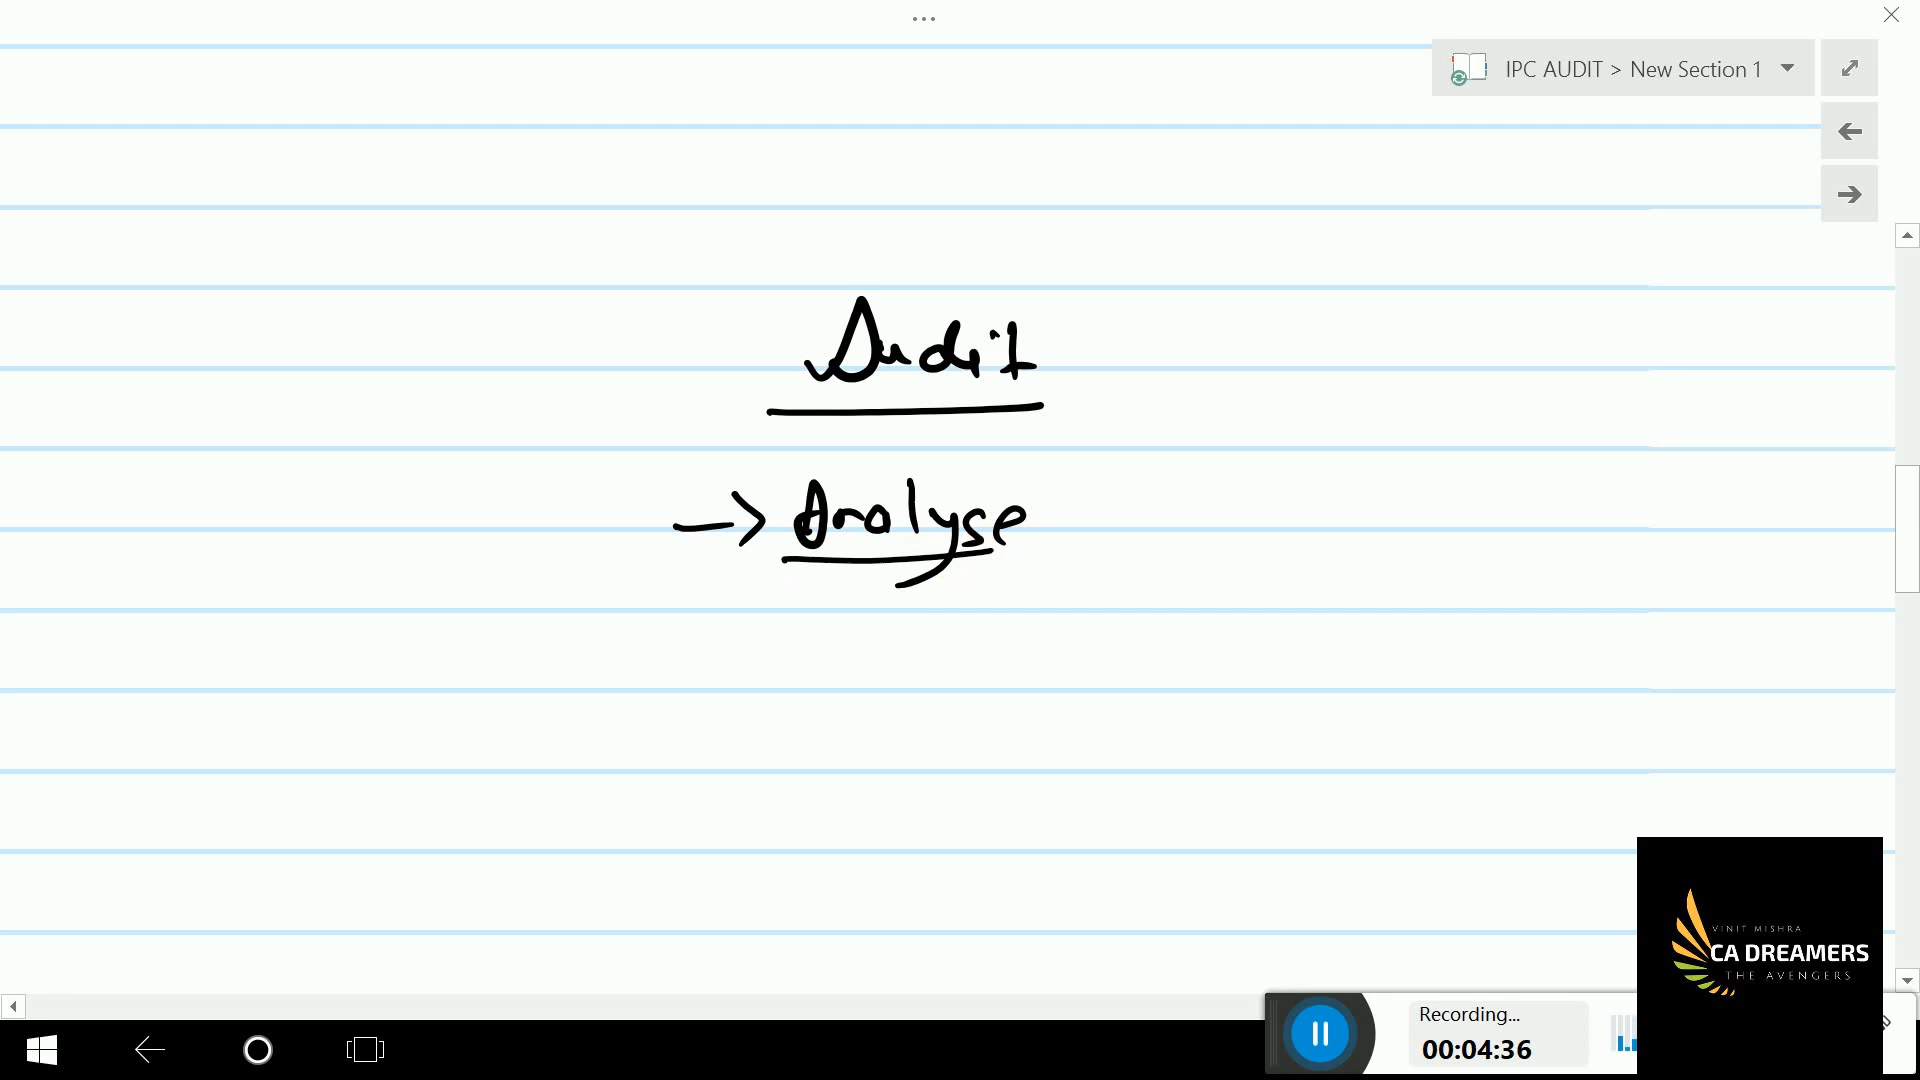 IPC AUDIT > New Section 1
Audit
→ Analyse
VINIT MISHRA
CA DREAMERS
THE AVENGERS
Recording...
00:04:36